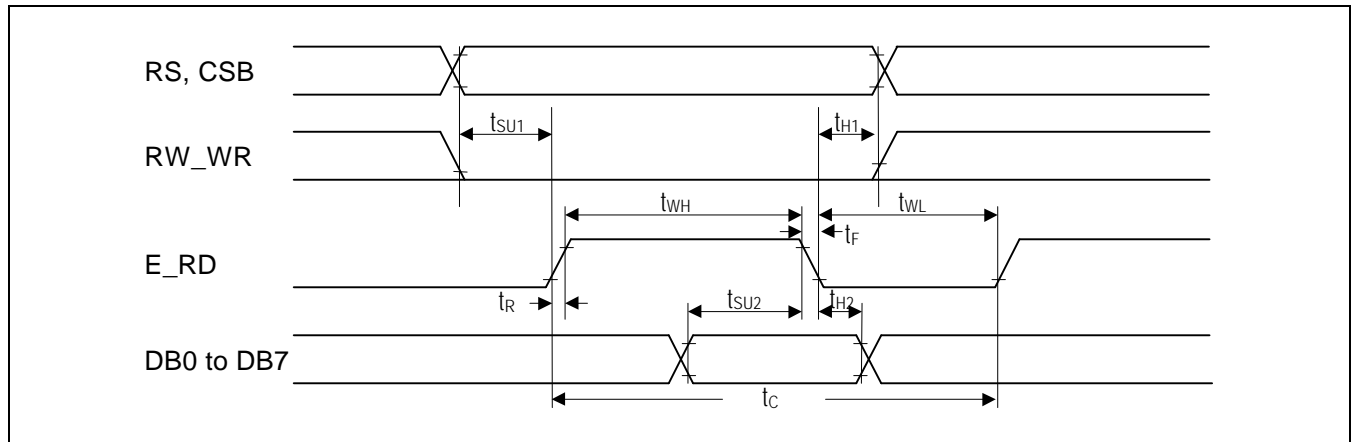 RS, CSB
tSU1
tH1
RW_WR
tWH
tWL
tF
E_RD
tR
tSU2
tH2
DB0 to DB7
tC